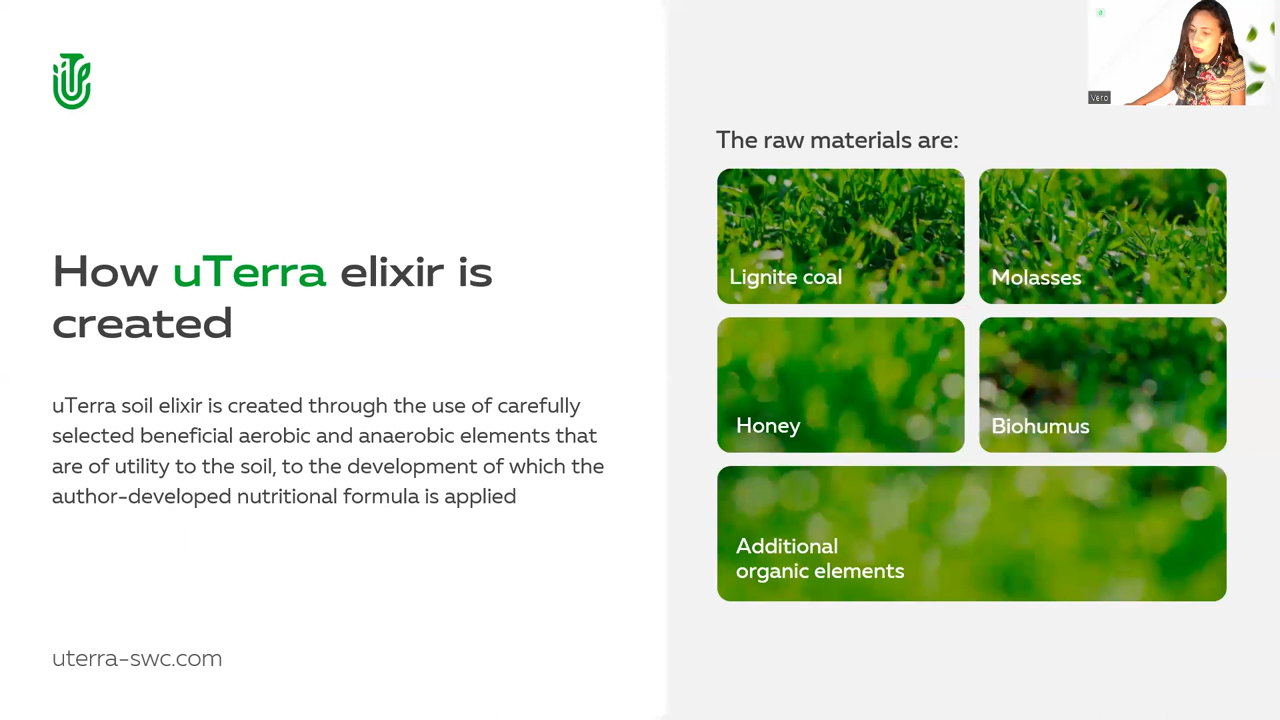 How uTerra elixir is
created
uTerra soil elixir is created through the use of carefully
selected beneficial aerobic and anaerobic elements that
are of utility to the soil, to the development of which the
author-developed nutritional formula is applied
uterra-swc.com
The raw materials are:
Lignite coal
Molasses
Honey
Biohumus
Additional
organic elements
Vero